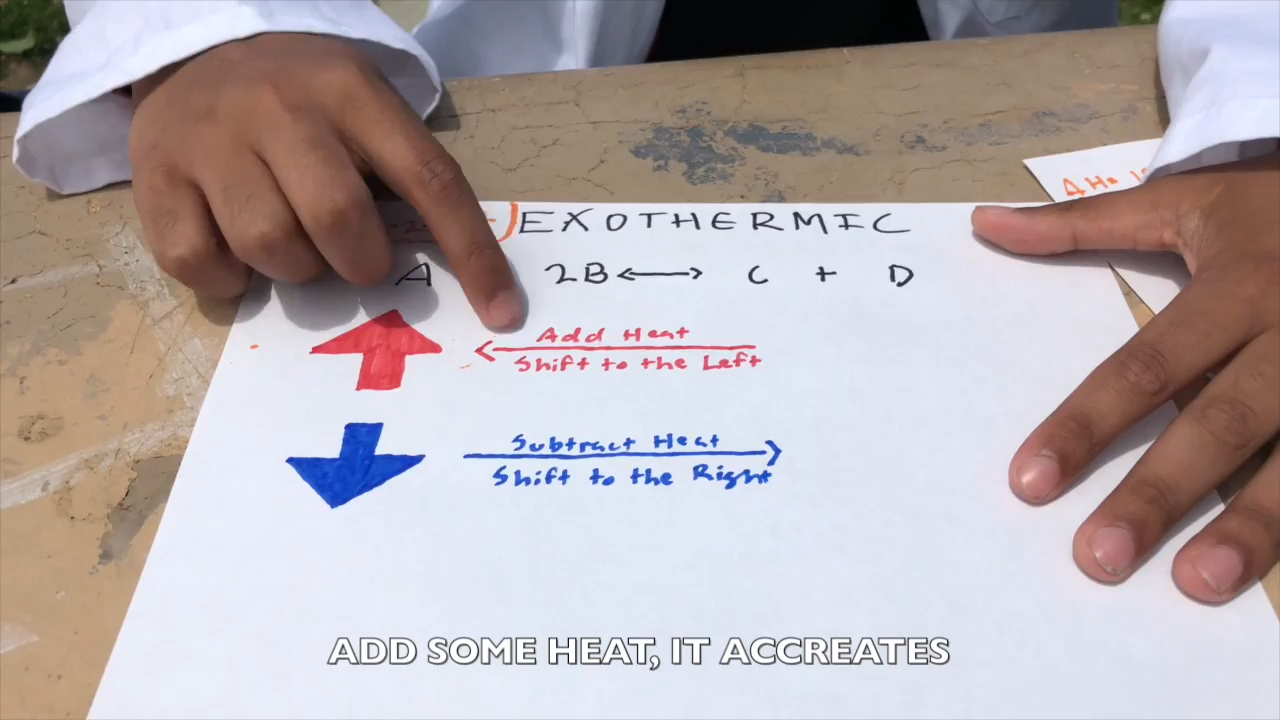 EXOTHERMIC
A 2B ⟷ C + D
Add Heat
Shift to the Left
Subtract Heat
Shift to the Right
ADD SOME HEAT, IT ACCREATES